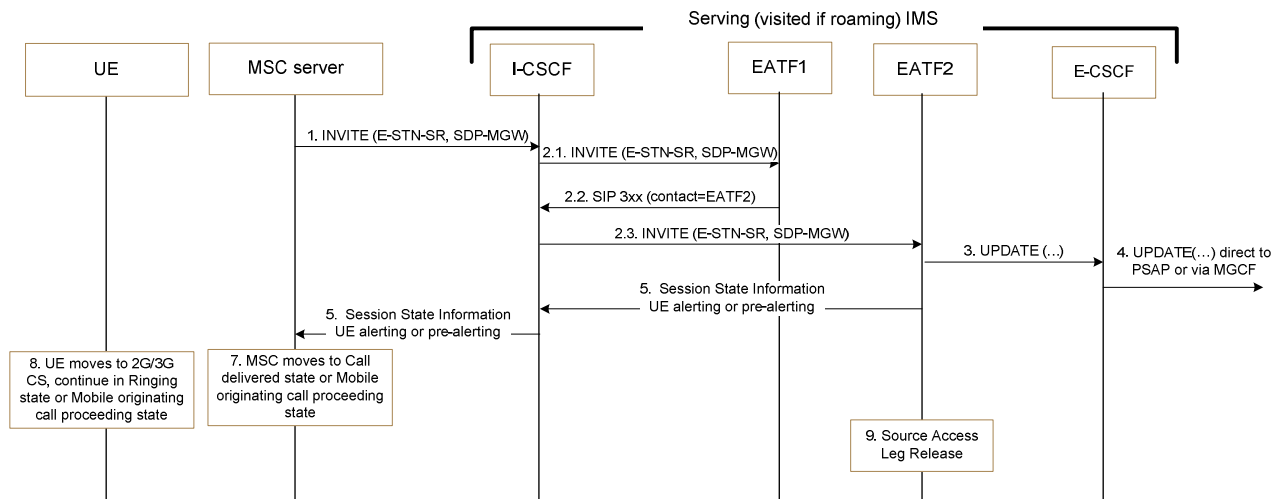 Serving (visited if roaming) IMS
UE
MSC server
I-CSCF
EATF1
EATF2
E-CSCF
1. INVITE (E-STN-SR, SDP-MGW)
2.1. INVITE (E-STN-SR, SDP-MGW)
2.2. SIP 3xx (contact=EATF2)
2.3. INVITE (E-STN-SR, SDP-MGW)
3. UPDATE (...)
4. UPDATE(...) direct to
PSAP or via MGCF
5. Session State Information
UE alerting or pre-alerting
5. Session State Information
UE alerting or pre-alerting
8. UE moves to 2G/3G
CS, continue in Ringing
state or Mobile originating
call proceeding state
7. MSC moves to Call
delivered state or Mobile
originating call proceeding
state
9. Source Access
Leg Release